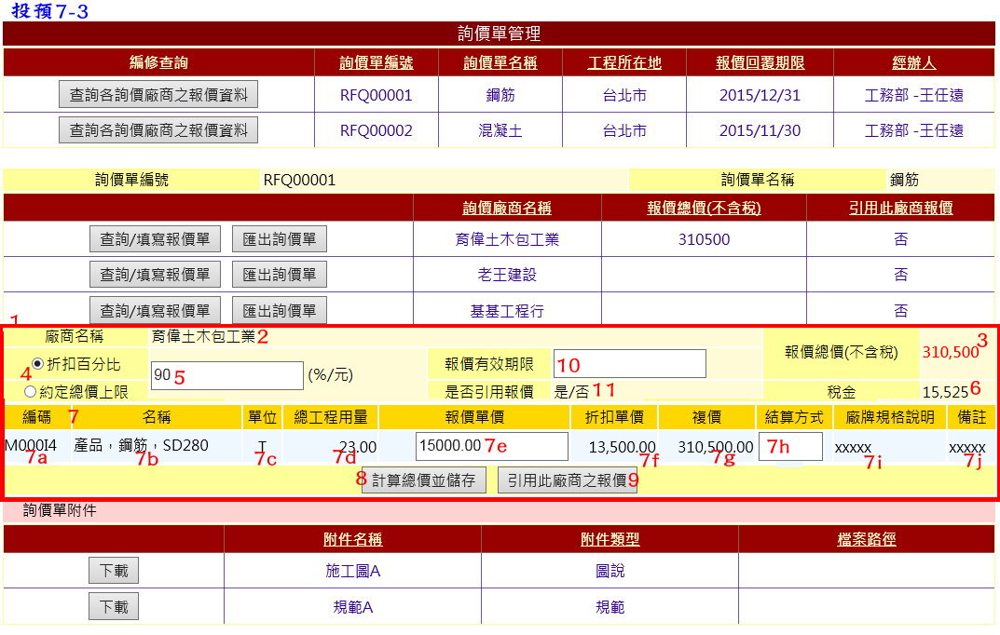 投預7-3
詢價單管理
編修查詢 詢價單編號 詢價單名稱 工程所在地 報價回覆期限 經辦人
查詢各詢價廠商之報價資料 RFQ00001 鋼筋 台北市 2015/12/31 工務部 -王任遠
查詢各詢價廠商之報價資料 RFQ00002 混凝土 台北市 2015/11/30 工務部 -王任遠
詢價單編號 RFQ00001 詢價單名稱 鋼筋
詢價廠商名稱 報價總價(不含稅) 引用此廠商報價
查詢/填寫報價單 匯出詢價單 育偉土木包工業 310500 否
查詢/填寫報價單 匯出詢價單 老王建設 否
查詢/填寫報價單 匯出詢價單 基基工程行 否
1
廠商名稱 育偉土木包工業2 報價總價(不含稅) 310,500 3
4 折扣百分比 90 5 (%/元) 報價有效期限 10
約定總價上限 是否引用報價 是/否 11 稅金 15,525 6
編碼 7 名稱 單位 總工程用量 報價單價 折扣單價 複價 結算方式 廠牌規格說明 備註
M000I4 產品，鋼筋，SD280 T 23.00 15000.00 7e 13,500.00 310,500.00 7h xxxxx xxxxx
7a 7b 7c 7d 7f 7g 7i 7j
8 計算總價並儲存 引用此廠商之報價 9
詢價單附件
附件名稱 附件類型 檔案路徑
下載 施工圖A 圖說
下載 規範A 規範